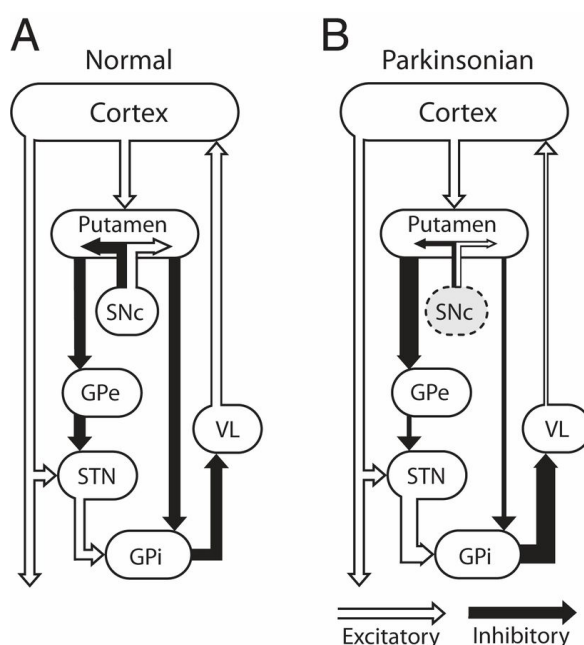 A
Normal
Cortex
Putamen
SNc
GPe
VL
STN
GPi
B
Parkinsonian
Cortex
Putamen
SNc
GPe
VL
STN
GPi
Excitatory
Inhibitory